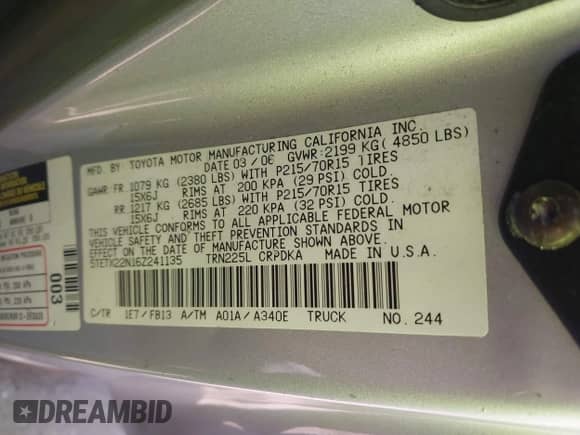 MFD. BY TOYOTA MOTOR MANUFACTURING CALIFORNIA INC.
DATE 03/06 GVWR:2199 KG( 4850 LBS)
GAWR:FR 1079 KG (2380 LBS) WITH P215/70R15 TIRES
15X6J RIMS AT 200 KPA (29 PSI) COLD.
RR 1217 KG (2685 LBS) WITH P215/70R15 TIRES
15X6J RIMS AT 220 KPA (32 PSI) COLD.
THIS VEHICLE CONFORMS TO ALL APPLICABLE FEDERAL MOTOR
VEHICLE SAFETY AND THEFT PREVENTION STANDARDS IN
EFFECT ON THE DATE OF MANUFACTURE SHOWN ABOVE.
5TETX22N16Z241135 TRN225L CRPDKA MADE IN U.S.A.
C/TR 1E7/FB13 A/TM A01A/A340E TRUCK NO. 244
003
DREAMBID